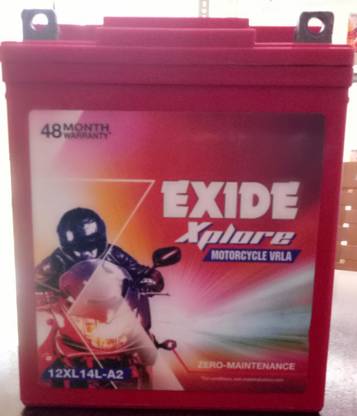 48 MONTH
WARRANTY*
EXIDE
Xplore
MOTORCYCLE VRLA
ZERO-MAINTENANCE
12XL14L-A2